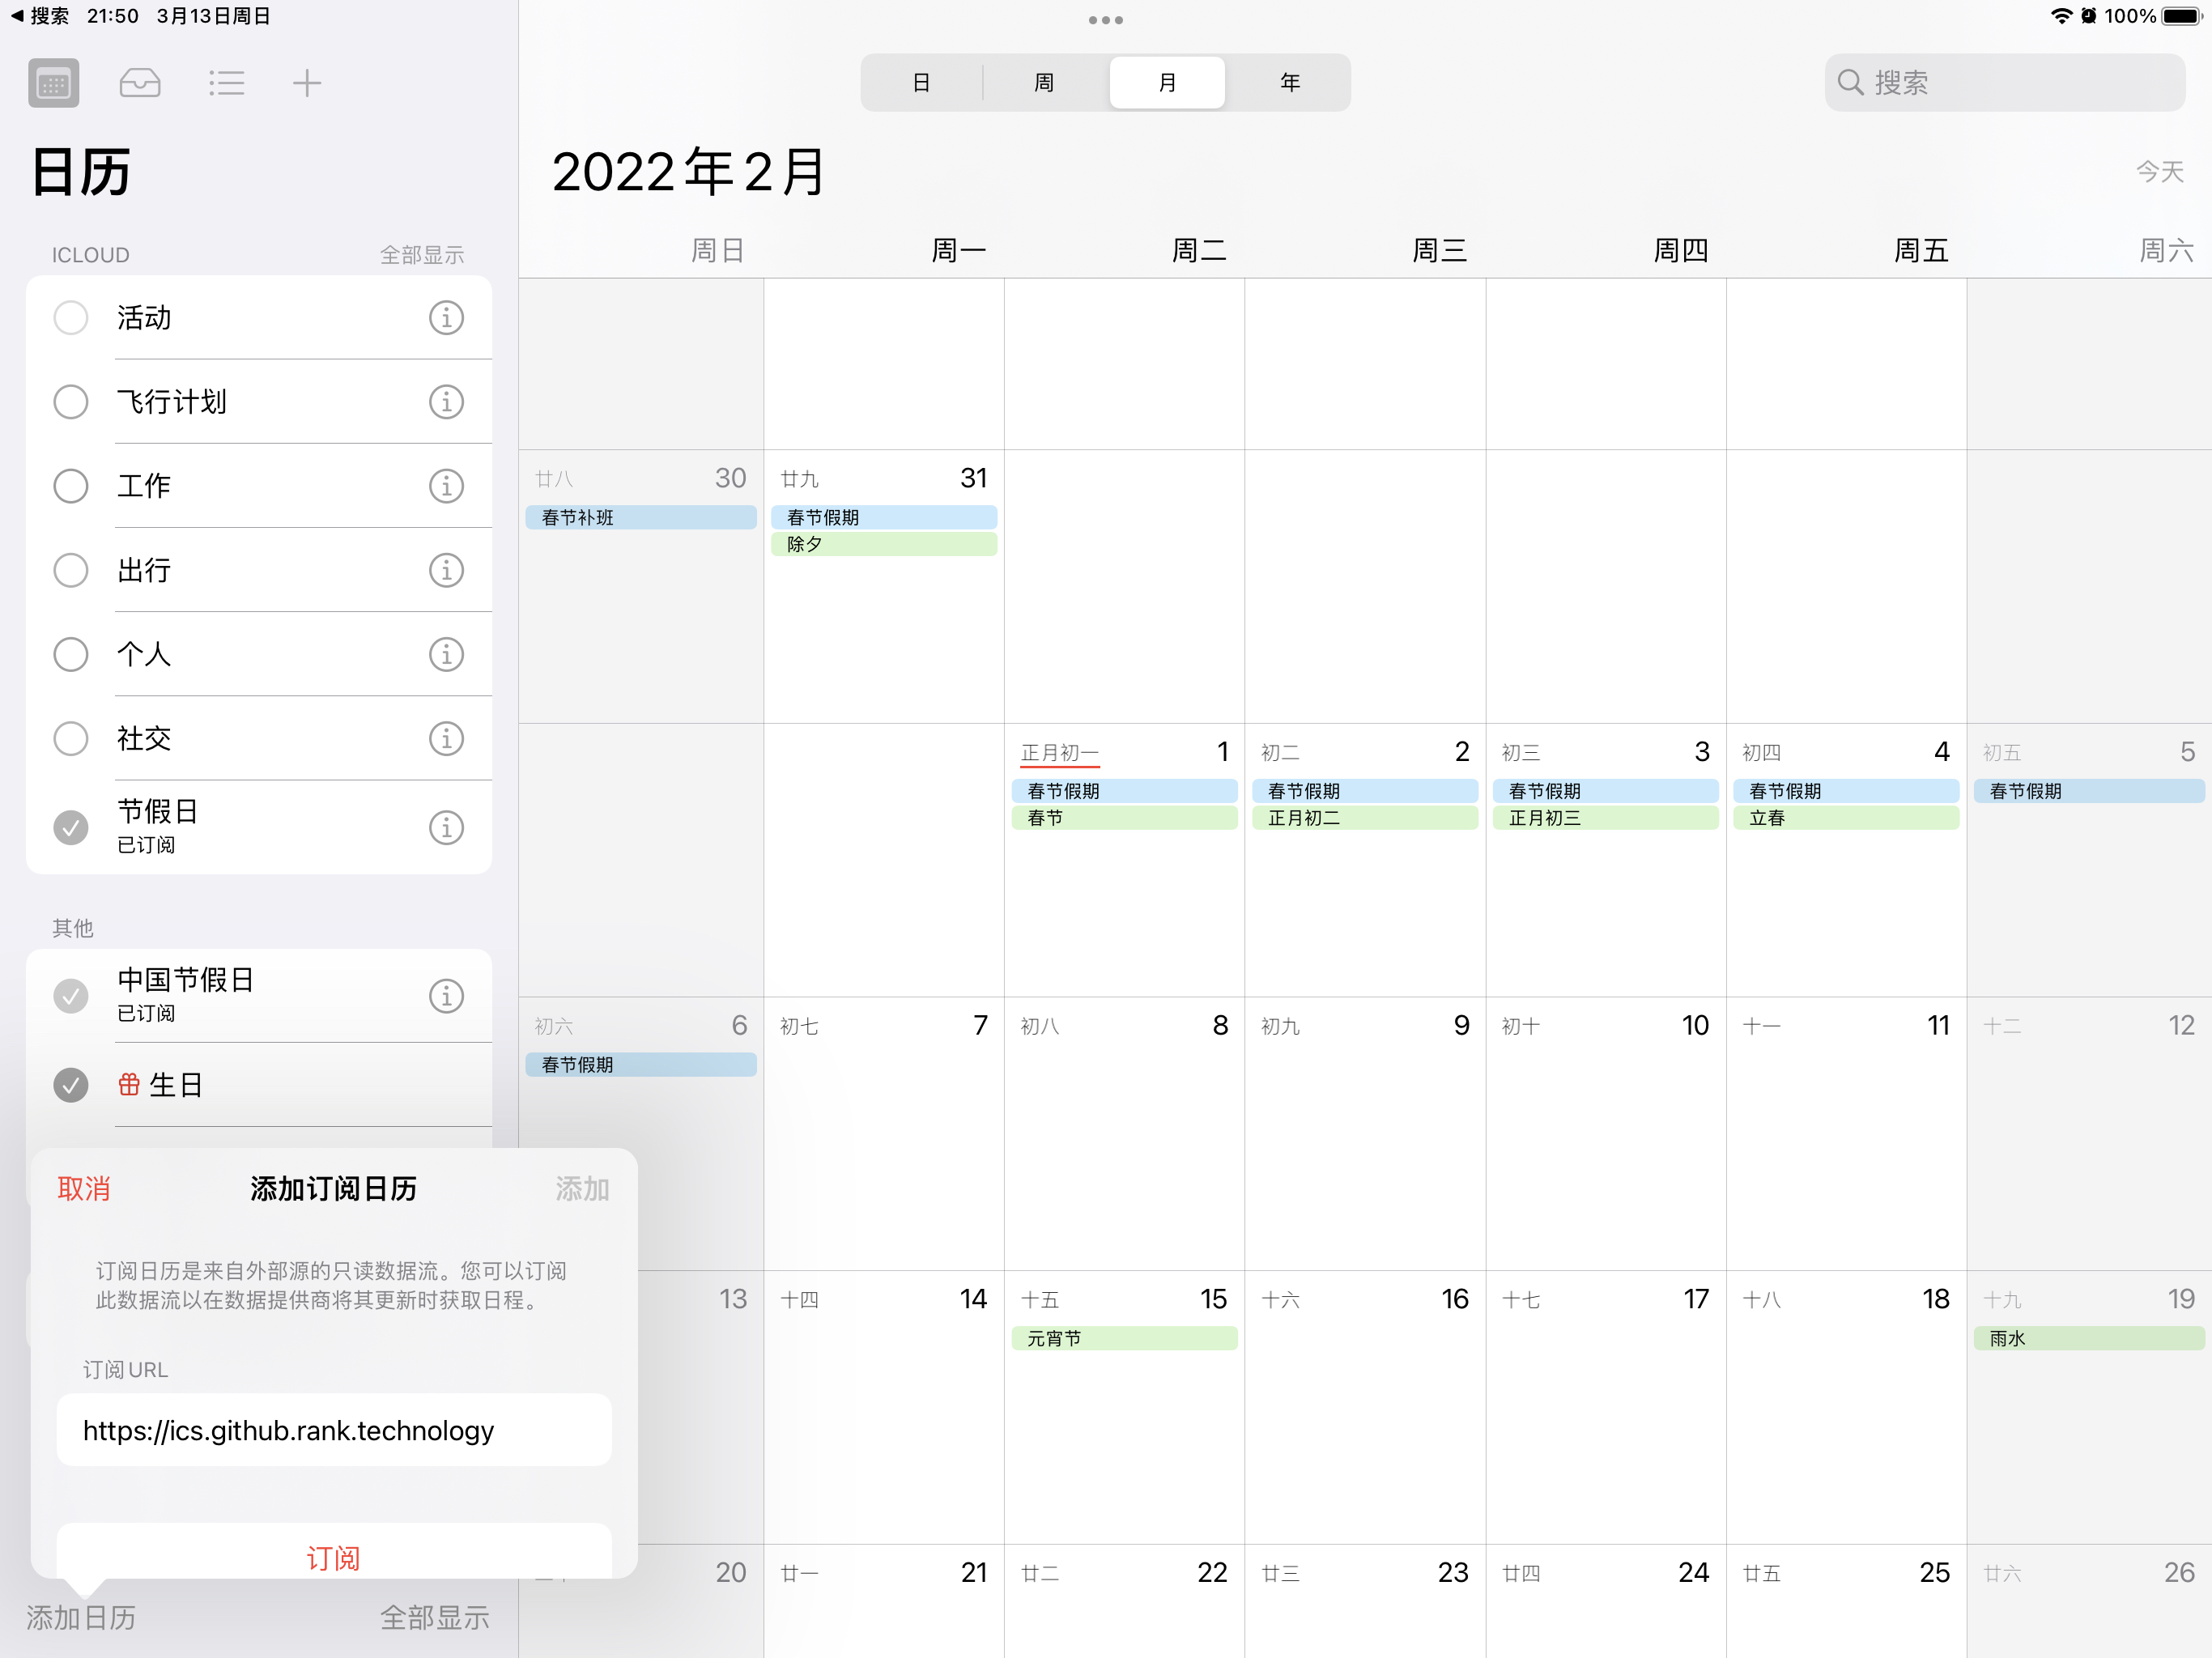 搜索 21:50 3月13日周日
100%
日 周 月 年
搜索
日历
2022年2月
今天
ICLOUD 全部显示
活动
飞行计划
工作
出行
个人
社交
节假日
已订阅
其他
中国节假日
已订阅
生日
取消 添加订阅日历 添加
订阅日历是来自外部源的只读数据流。您可以订阅
此数据流以在数据提供商将其更新时获取日程。
订阅URL
https://ics.github.rank.technology
订阅
添加日历 全部显示
周日 周一 周二 周三 周四 周五 周六
廿八 30 廿九 31
春节补班 春节假期
除夕
正月初一 1 初二 2 初三 3 初四 4 初五 5
春节假期 春节假期 春节假期 春节假期 春节假期
春节 正月初二 正月初三 立春
初六 6 初七 7 初八 8 初九 9 初十 10 十一 11 十二 12
春节假期
13 十四 14 十五 15 十六 16 十七 17 十八 18 十九 19
元宵节 雨水
20 廿一 21 廿二 22 廿三 23 廿四 24 廿五 25 廿六 26